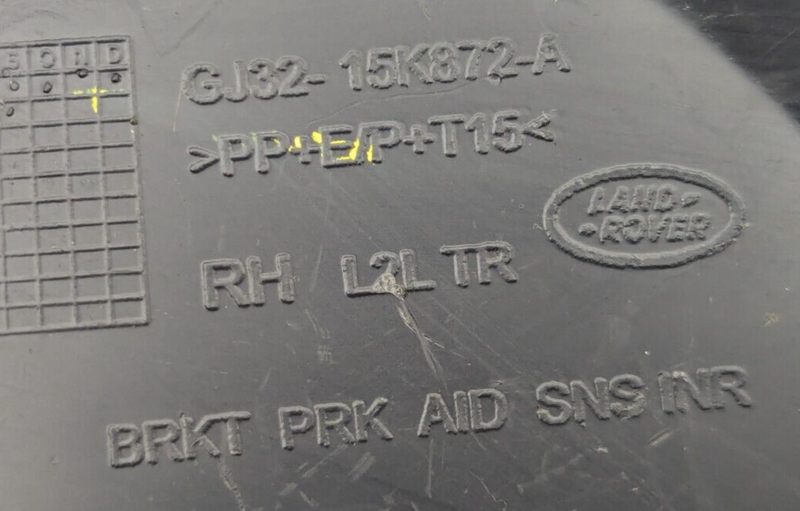 S O N D
GJ32-15K872-A
>PP+E/P+T15<
LAND-
-ROVER
RH L2L TR
BRKT PRK AID SNS INR